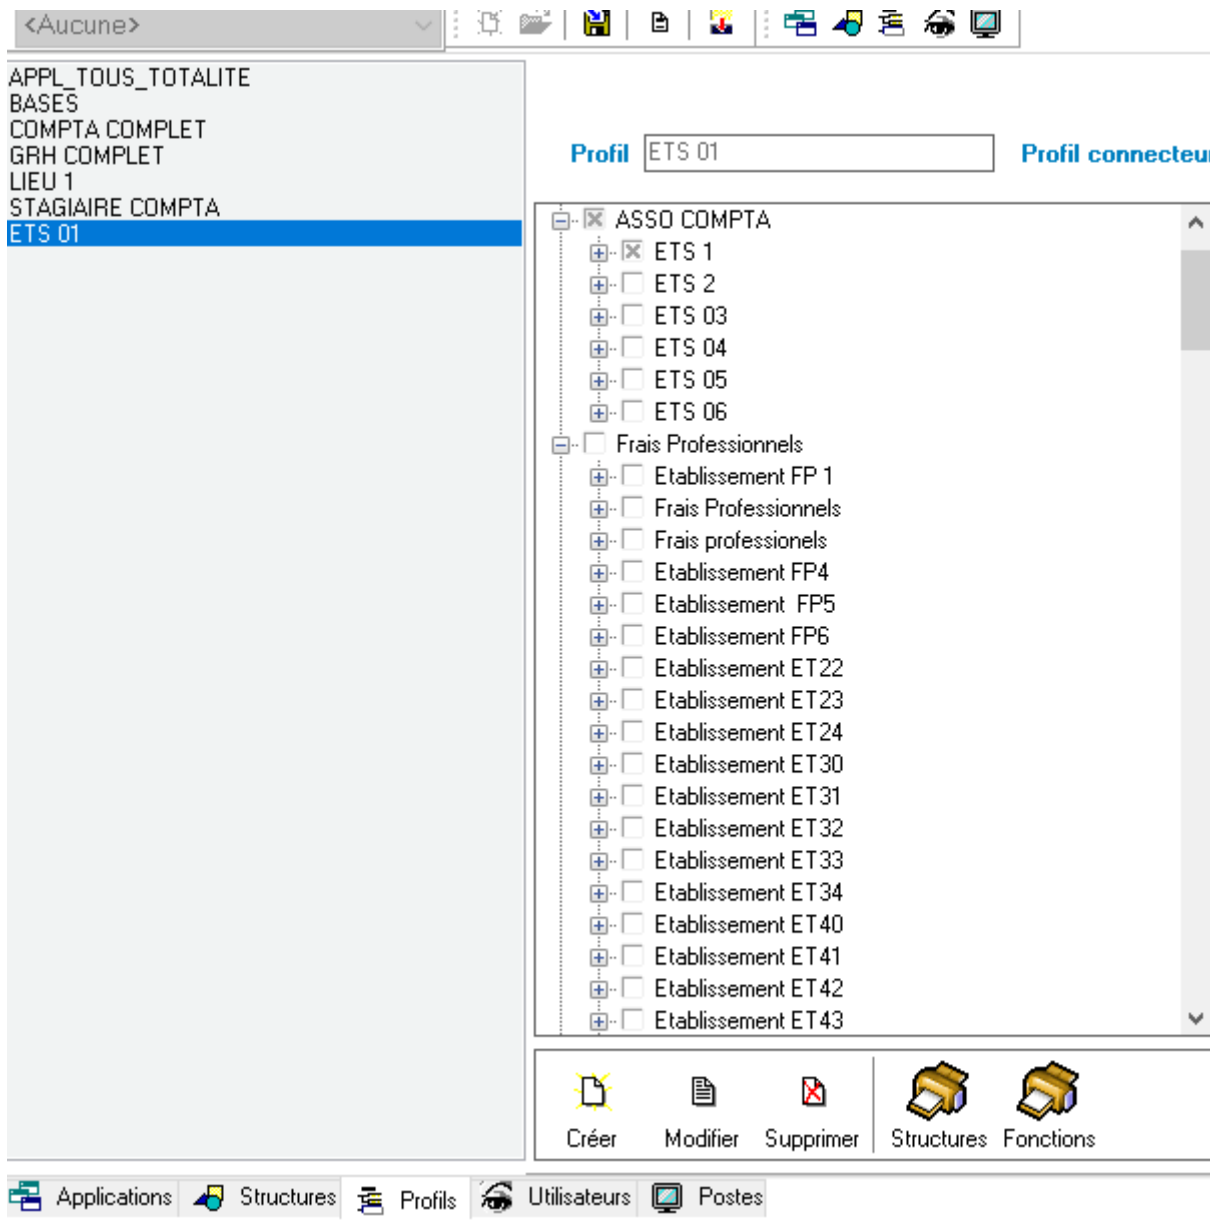 <Aucune>
APPL_TOUS_TOTALITE
BASES
COMPTA COMPLET
GRH COMPLET
LIEU 1
STAGIAIRE COMPTA
ETS 01
Profil ETS 01 Profil connecteur
ASSO COMPTA
ETS 1
ETS 2
ETS 03
ETS 04
ETS 05
ETS 06
Frais Professionnels
Etablissement FP 1
Frais Professionnels
Frais professionels
Etablissement FP4
Etablissement  FP5
Etablissement FP6
Etablissement ET22
Etablissement ET23
Etablissement ET24
Etablissement ET30
Etablissement ET31
Etablissement ET32
Etablissement ET33
Etablissement ET34
Etablissement ET40
Etablissement ET41
Etablissement ET42
Etablissement ET43
Créer Modifier Supprimer Structures Fonctions
Applications Structures Profils Utilisateurs Postes